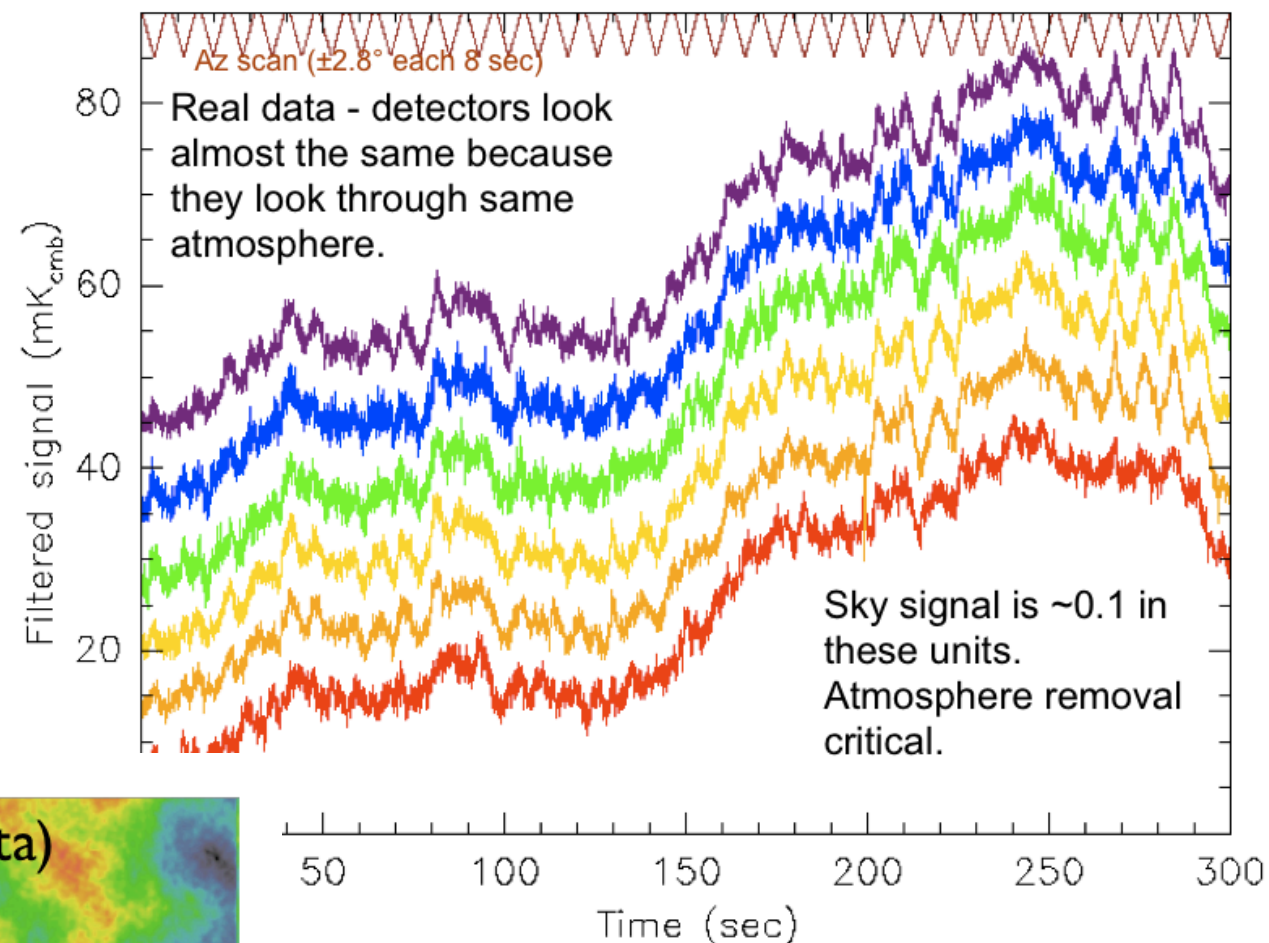 Az scan (±2.8° each 8 sec)
80
Real data - detectors look
almost the same because
they look through same
atmosphere.
Filtered signal (mKcmb)
60
40
20
Sky signal is ~0.1 in
these units.
Atmosphere removal
critical.
ta)
50 100 150 200 250 300
Time (sec)